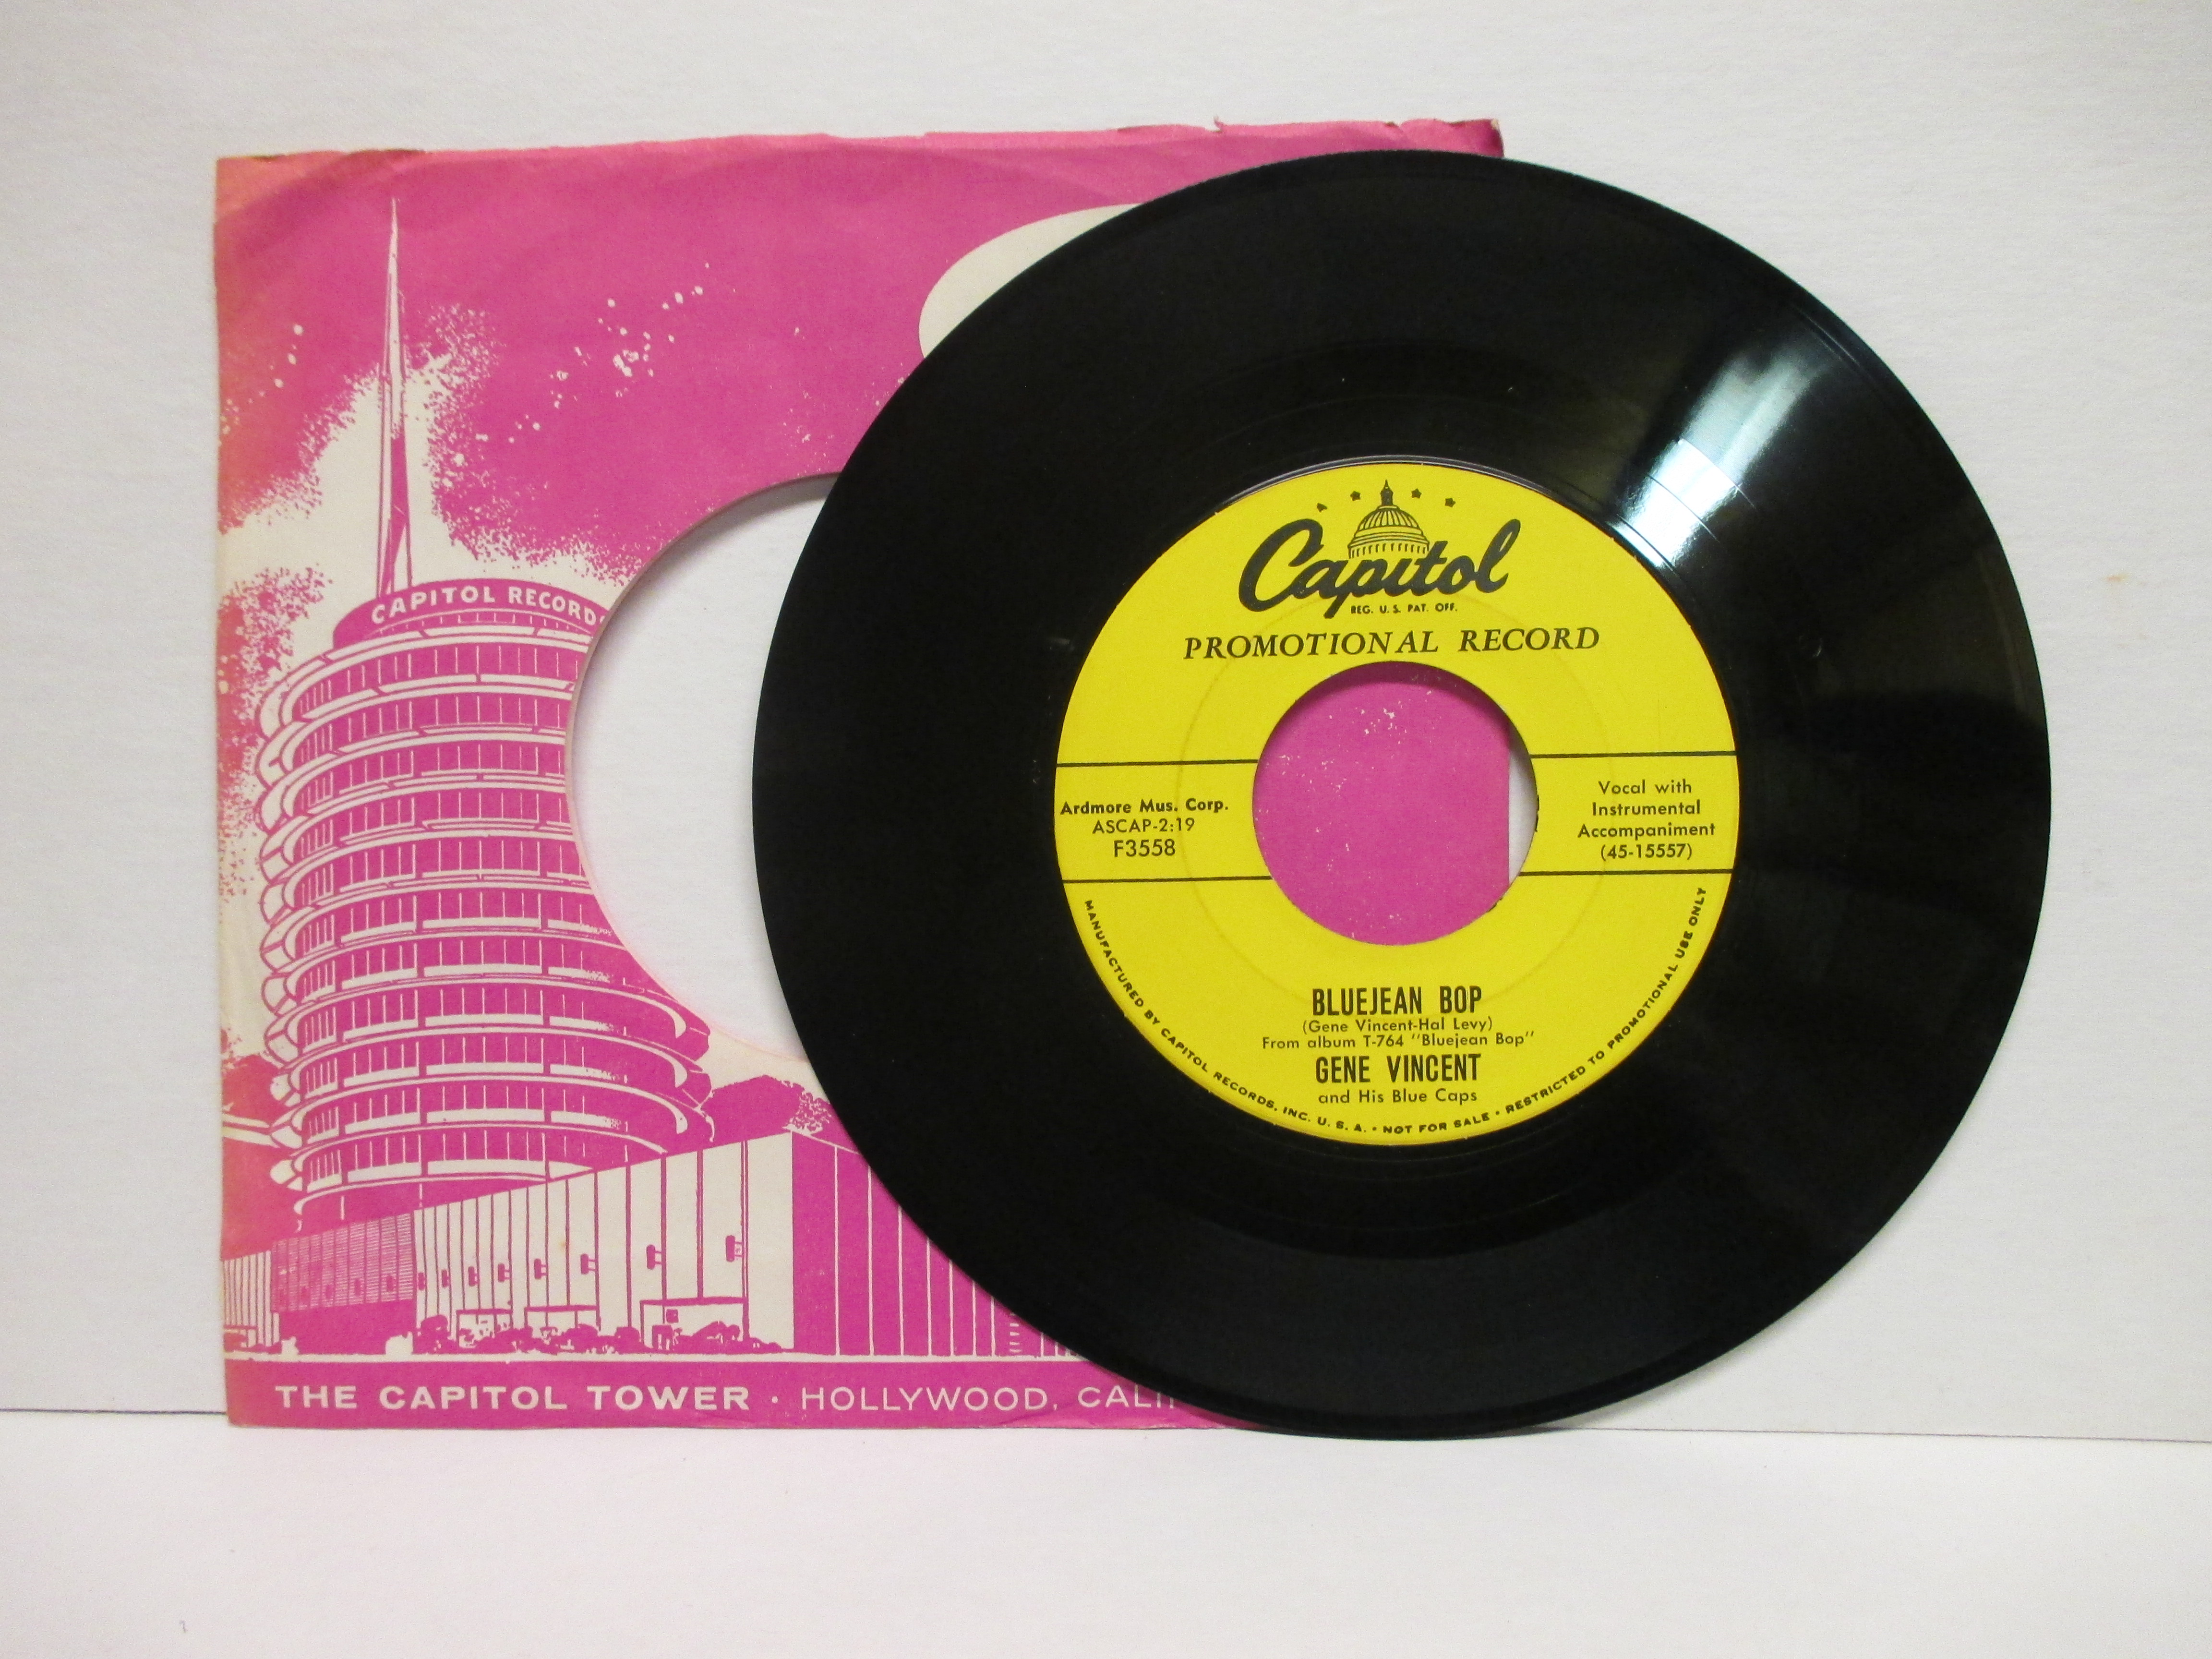 CAPITOL RECORDS
THE CAPITOL TOWER · HOLLYWOOD, CALIF
Capitol
REG. U.S. PAT. OFF.
PROMOTIONAL RECORD
Ardmore Mus. Corp.
ASCAP-2:19
F3558
Vocal with
Instrumental
Accompaniment
(45-15557)
BLUEJEAN BOP
(Gene Vincent-Hal Levy)
From album T-764 "Bluejean Bop"
GENE VINCENT
and His Blue Caps
MANUFACTURED BY CAPITOL RECORDS, INC. U. S. A. • NOT FOR SALE • RESTRICTED TO PROMOTIONAL USE ONLY